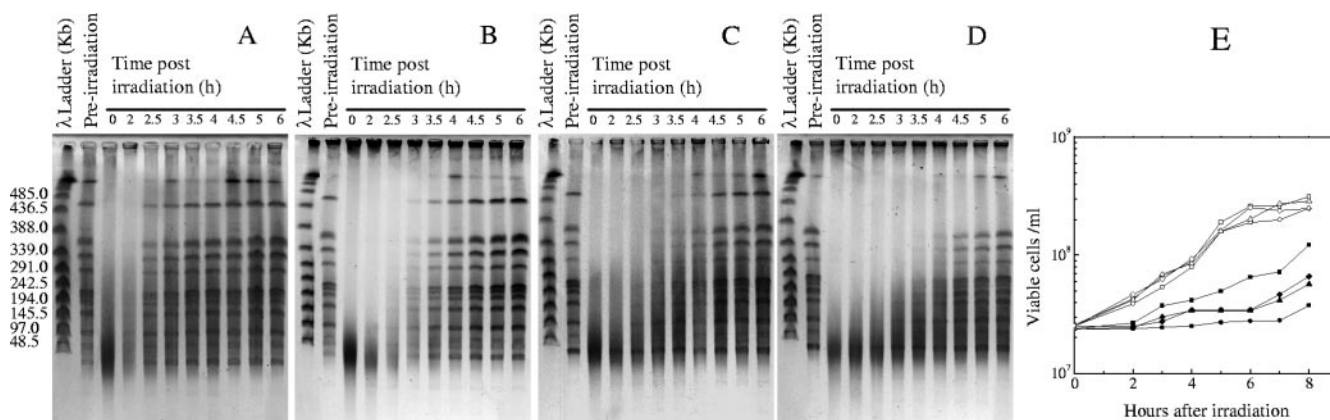 A
λ Ladder (Kb)
Pre-irradiation
Time post
irradiation (h)
0 2 2.5 3 3.5 4 4.5 5 6
485.0
436.5
388.0
339.0
291.0
242.5
194.0
145.5
97.0
48.5
B
λ Ladder (Kb)
Pre-irradiation
Time post
irradiation (h)
0 2 2.5 3 3.5 4 4.5 5 6
C
λ Ladder (Kb)
Pre-irradiation
Time post
irradiation (h)
0 2 2.5 3 3.5 4 4.5 5 6
D
λ Ladder (Kb)
Pre-irradiation
Time post
irradiation (h)
0 2 2.5 3 3.5 4 4.5 5 6
E
Viable cells /ml
10⁹
10⁸
10⁷
0 2 4 6 8
Hours after irradiation